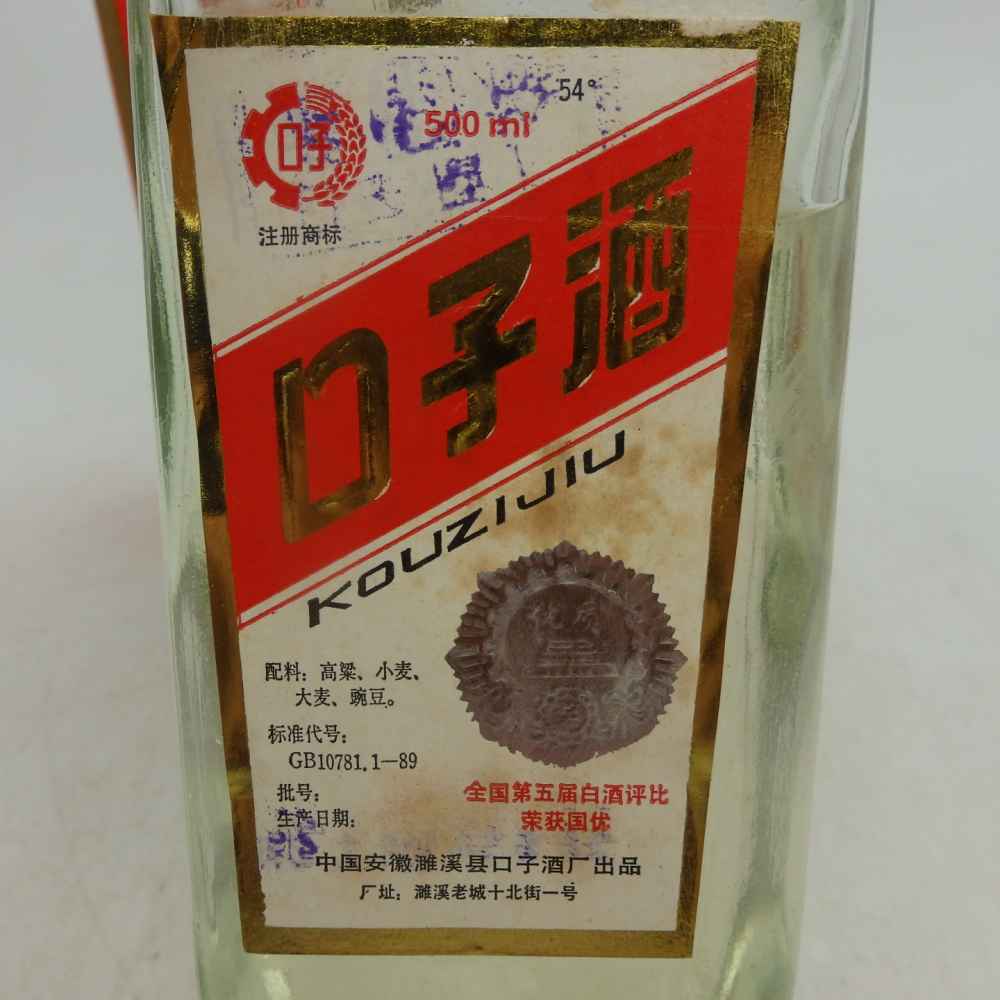 54°
500 ml
口子
注册商标
口子酒
KOUZIJIU
配料：高粱、小麦、
大麦、豌豆。
标准代号：
GB10781.1—89
批号：
生产日期：
全国第五届白酒评比
荣获国优
中国安徽濉溪县口子酒厂出品
厂址：濉溪老城十北街一号